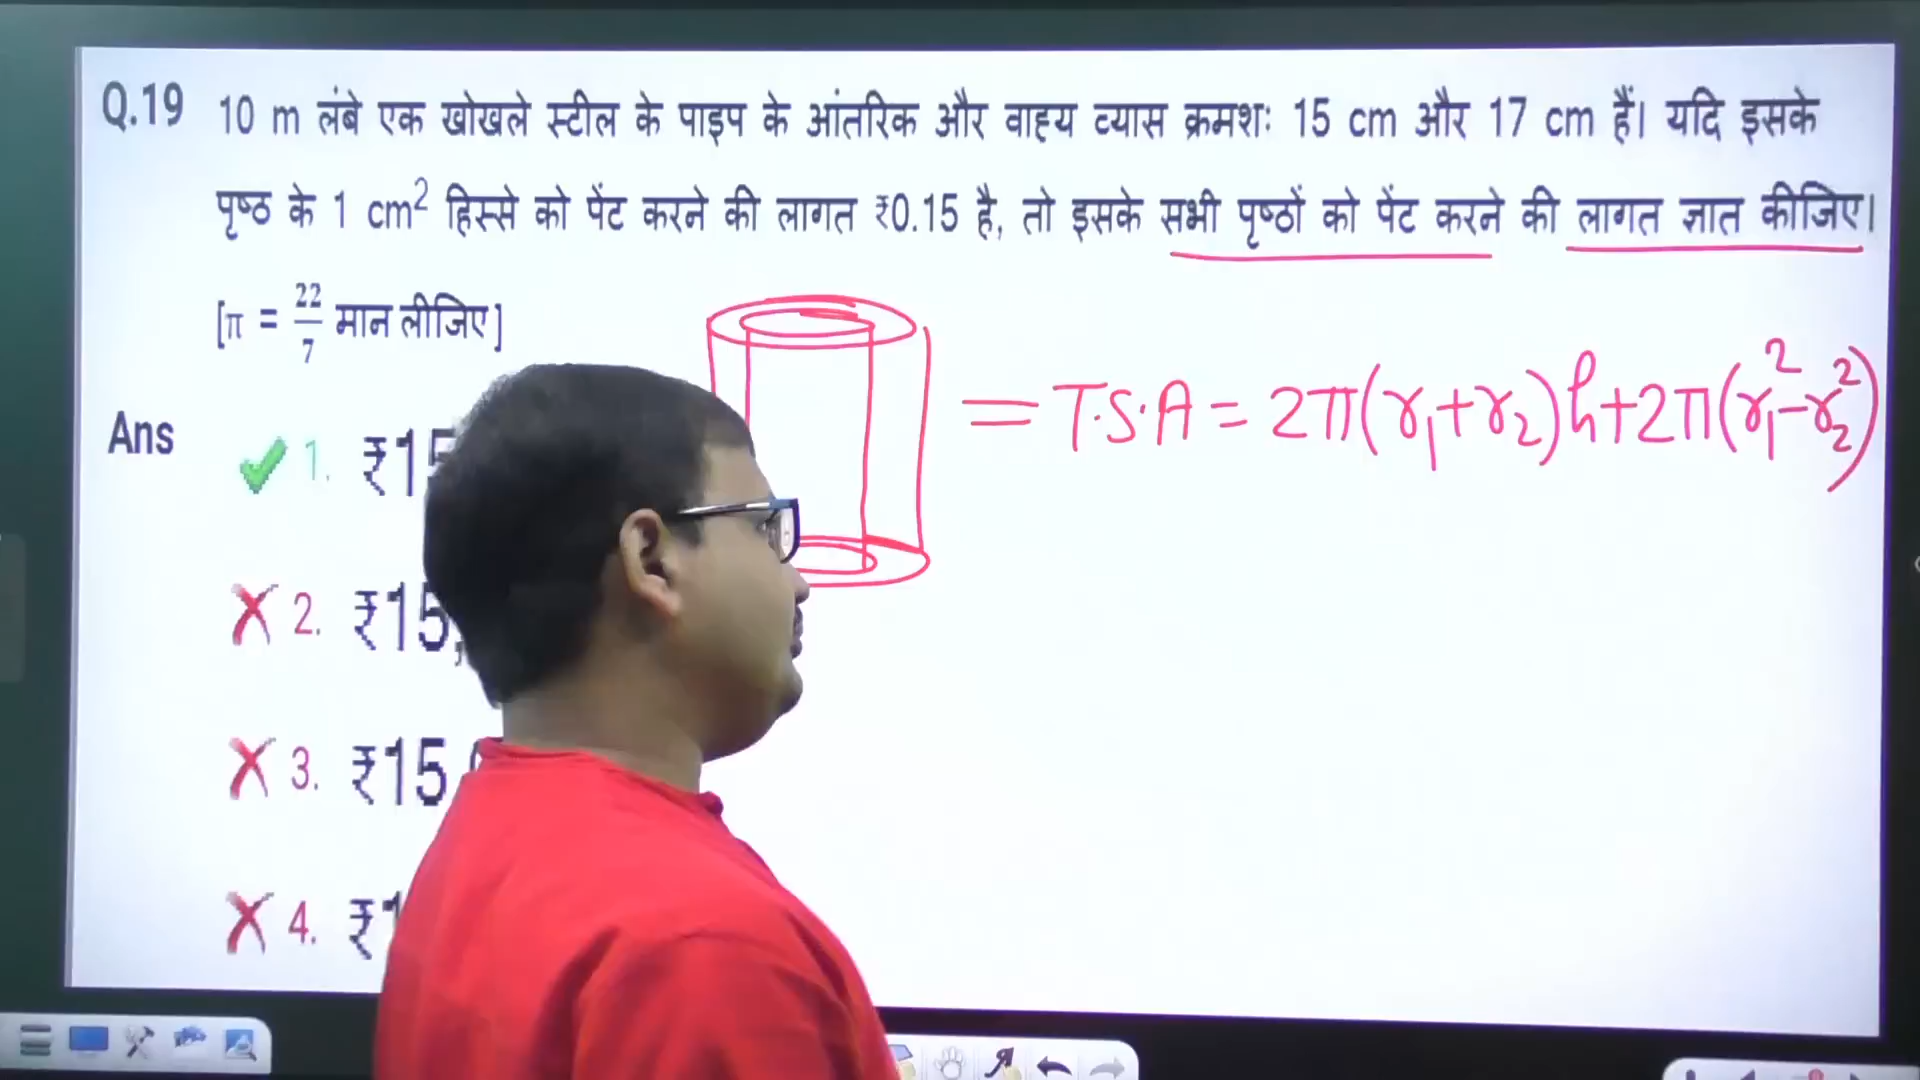 Q.19 10 m लंबे एक खोखले स्टील के पाइप के आंतरिक और वाह्य व्यास क्रमशः 15 cm और 17 cm हैं। यदि इसके
पृष्ठ के 1 cm² हिस्से को पेंट करने की लागत ₹0.15 है, तो इसके सभी पृष्ठों को पेंट करने की लागत ज्ञात कीजिए।
[π = 22/7 मान लीजिए]
= T.S.A = 2π(r₁+r₂)h+2π(r₁²-r₂²)
Ans
1. ₹15
2. ₹15,
3. ₹15
4. ₹1